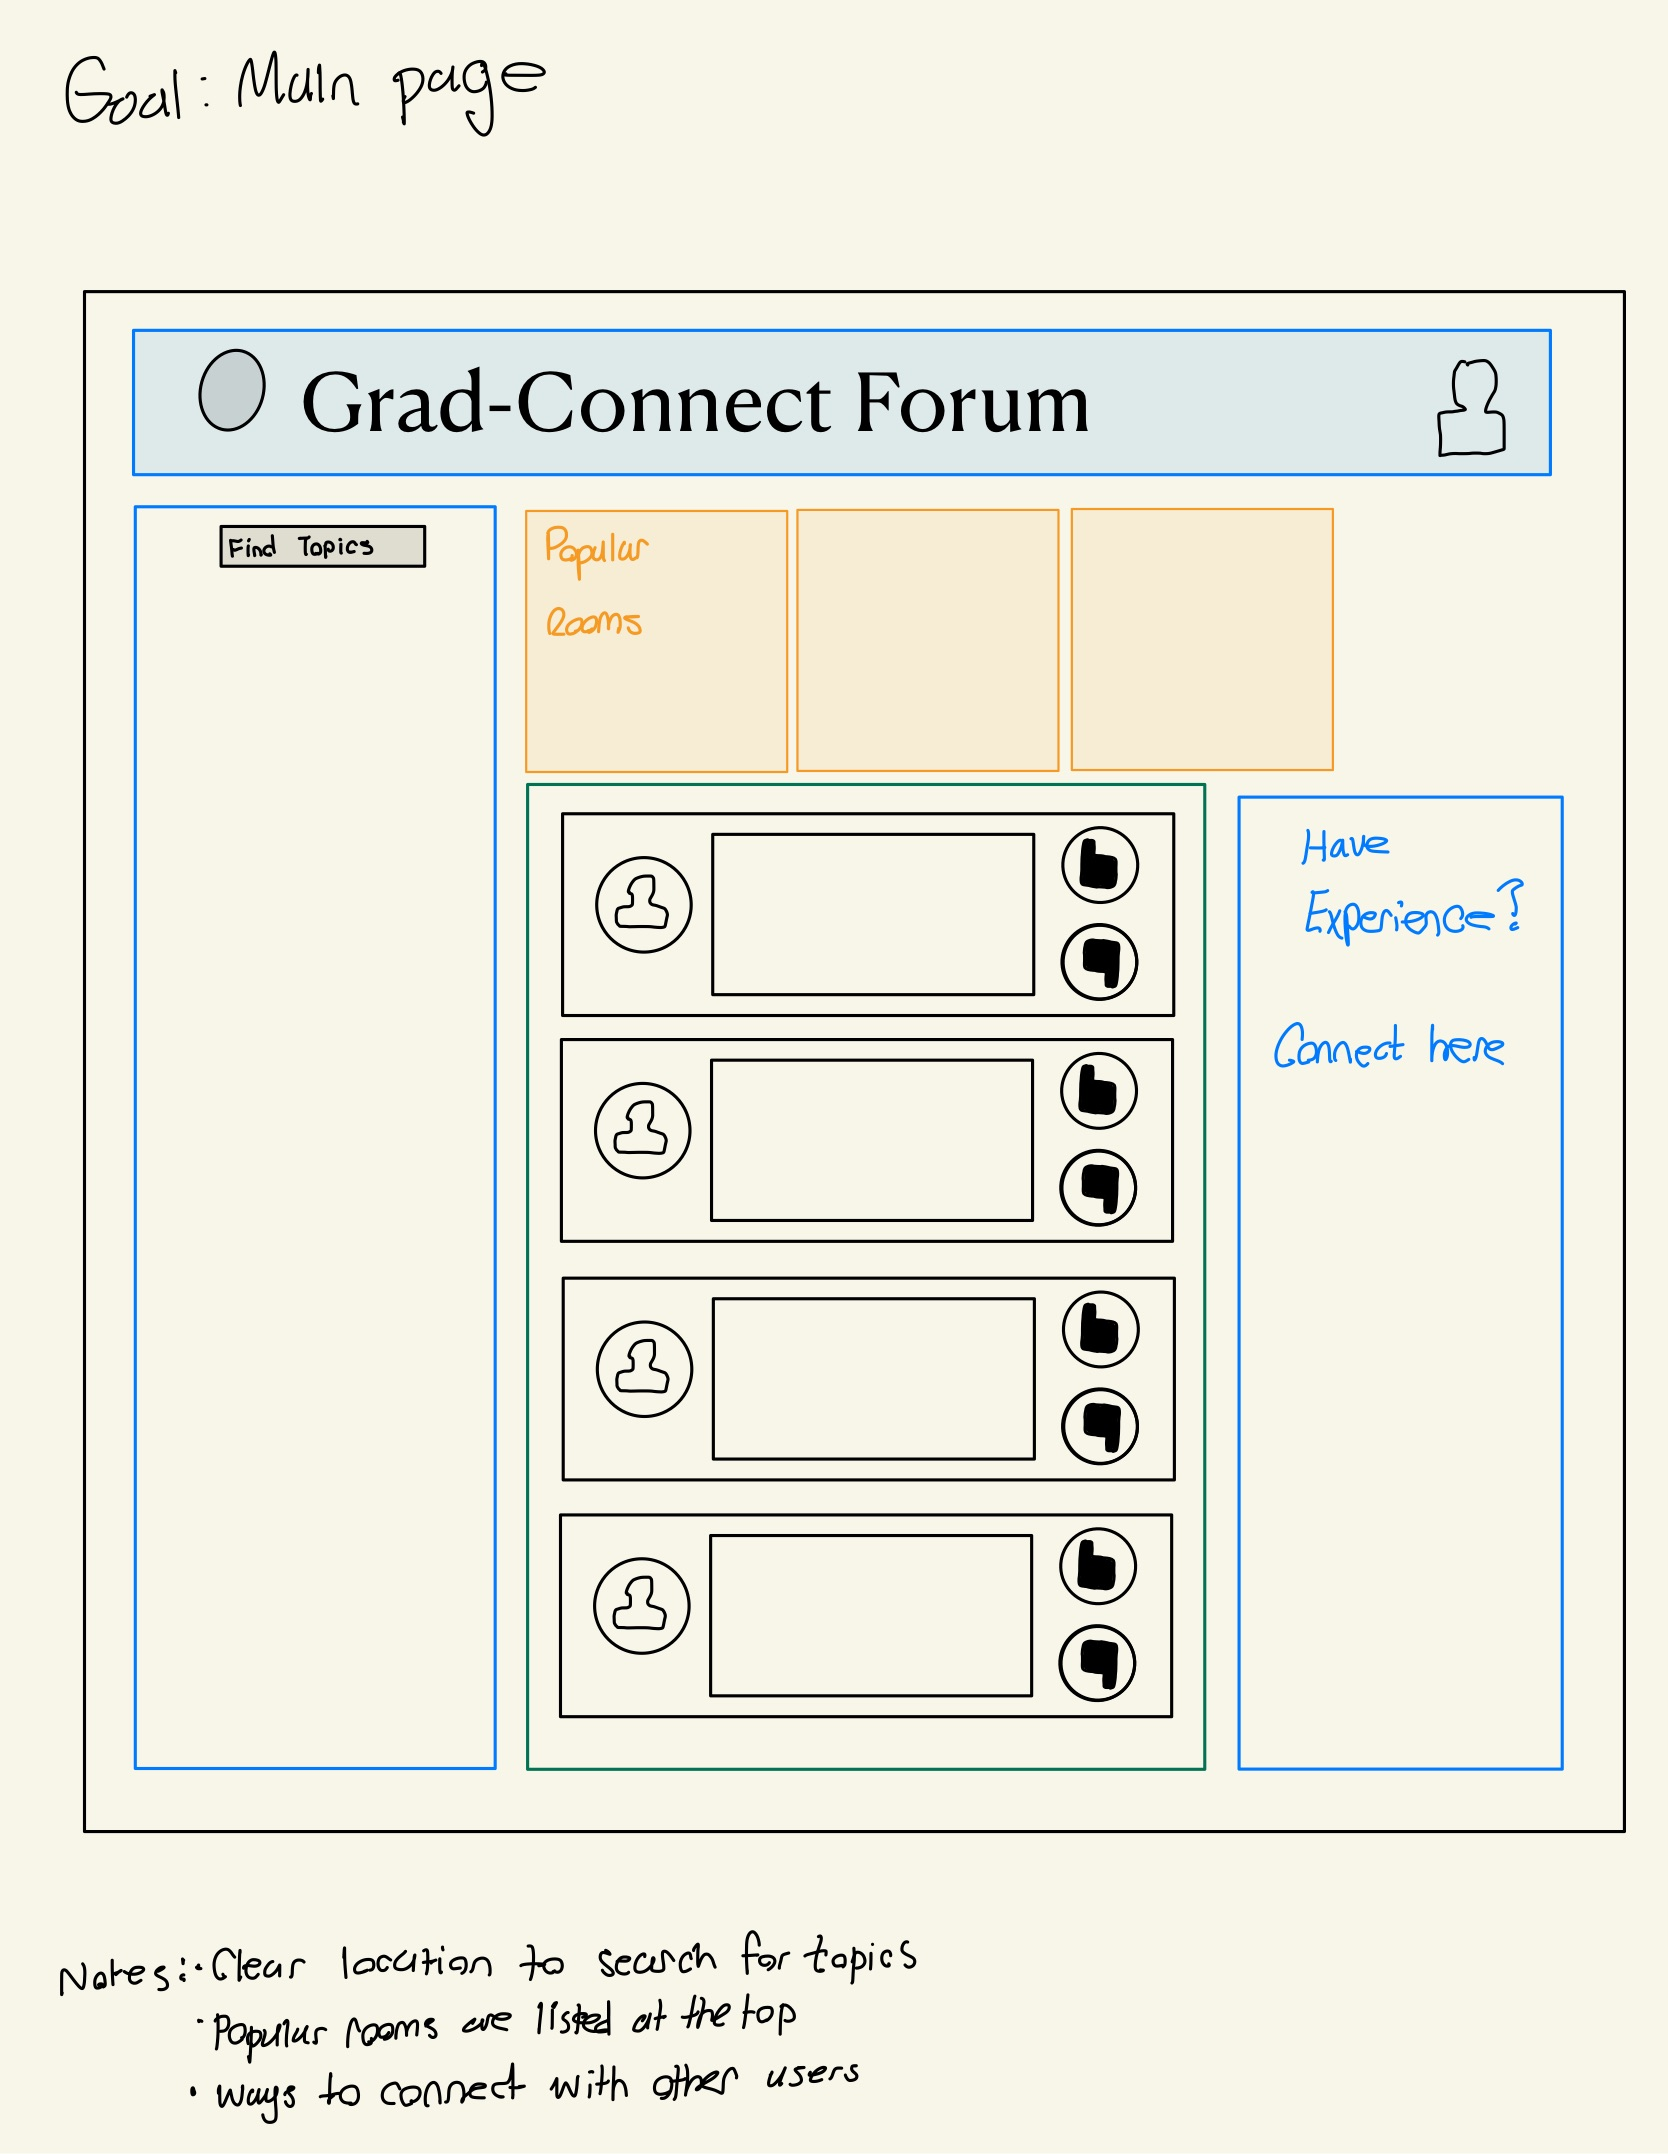 Goal: Main page
Grad-Connect Forum
Find Topics
Popular
Rooms
Have
Experience?
Connect here
Notes: · Clear location to search for topics
· Popular rooms are listed at the top
· ways to connect with other users